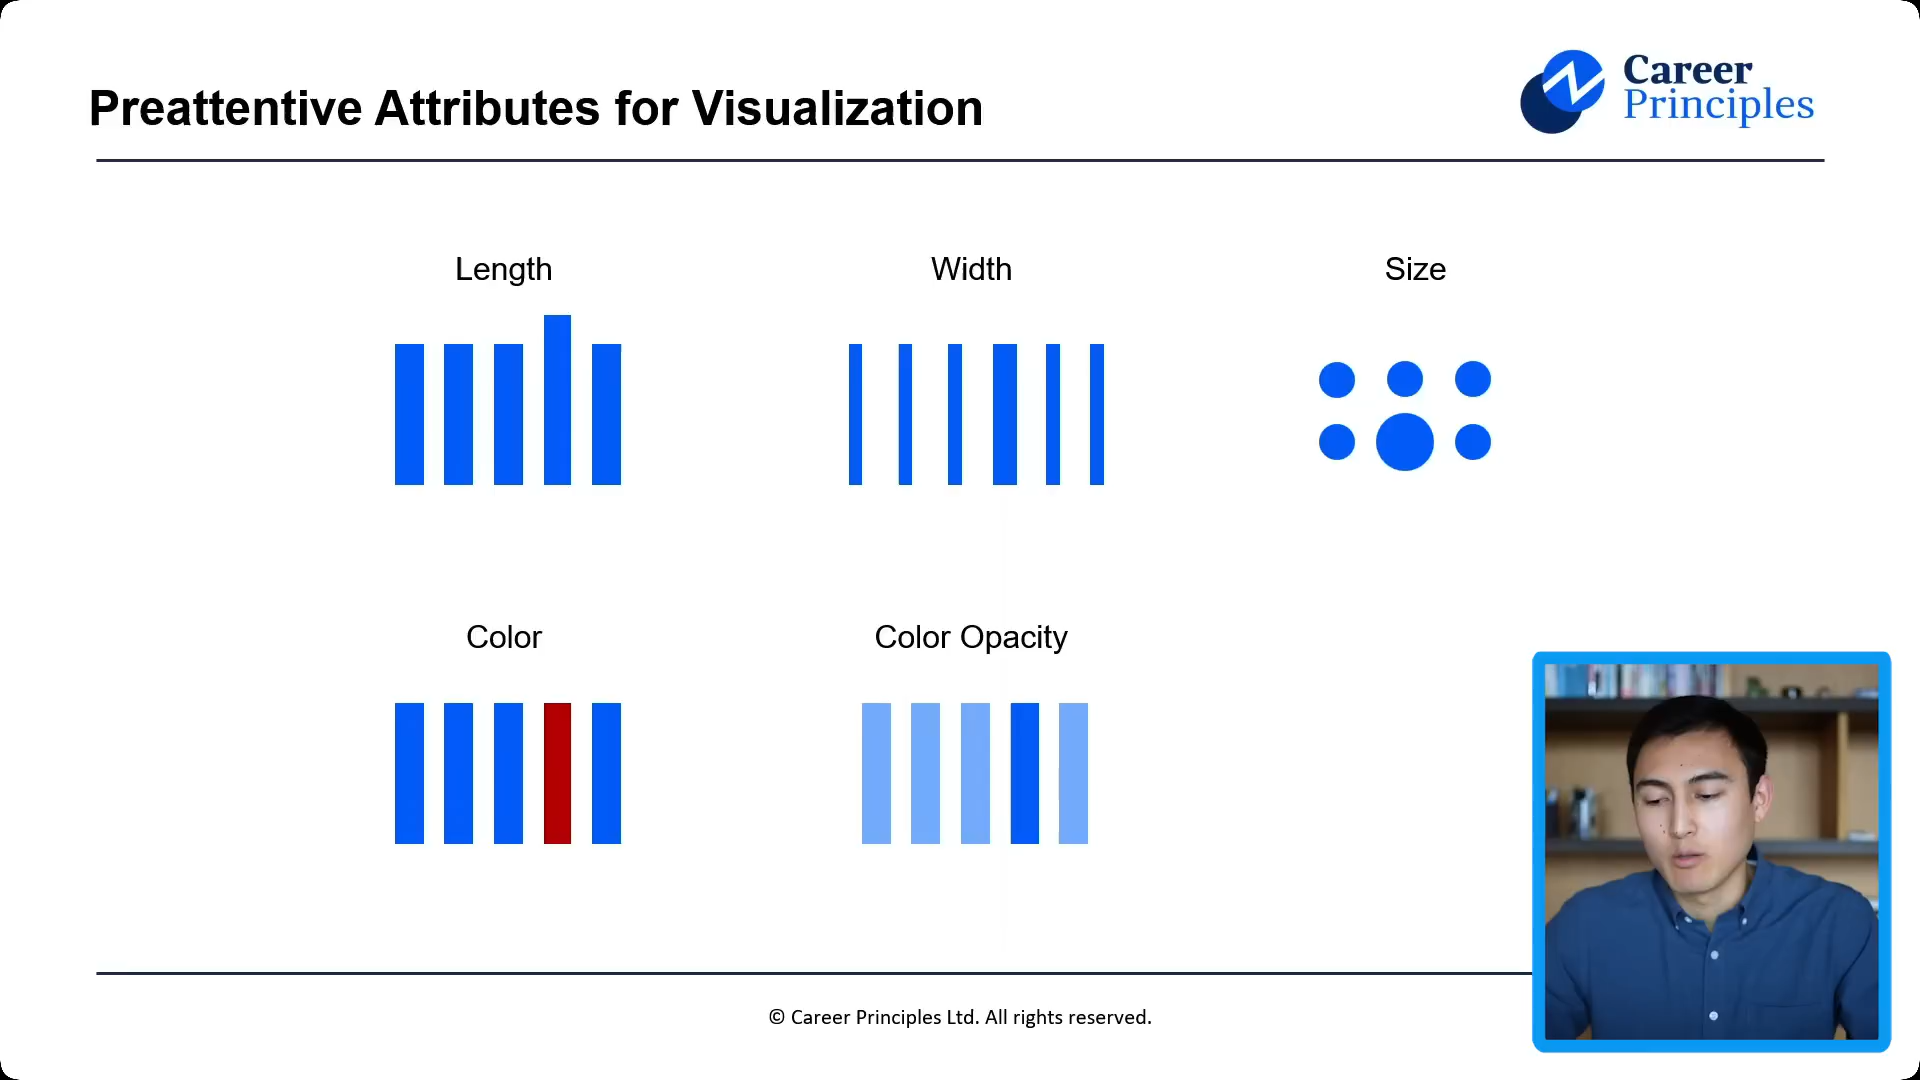 Preattentive Attributes for Visualization
Career
Principles
Length
Width
Size
Color
Color Opacity
© Career Principles Ltd. All rights reserved.